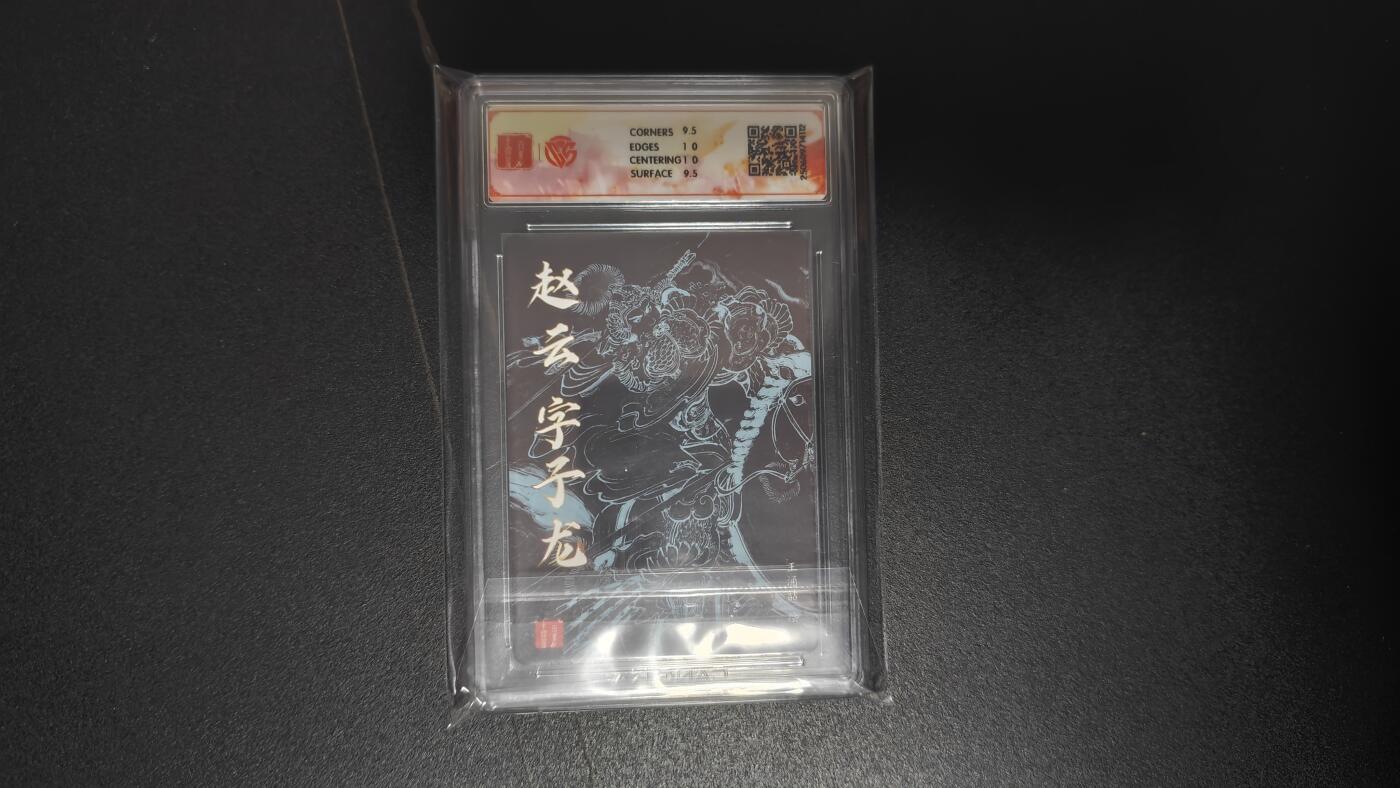 CORNERS 9.5
EDGES 10
CENTERING 10
SURFACE 9.5
赵云字子龙